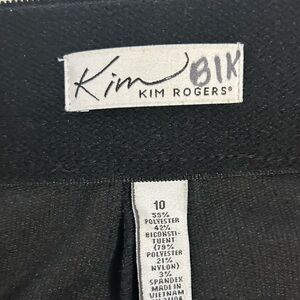 Kim BIK
KIM ROGERS®
10
55%
POLYESTER
42%
BICONSTI-
TUENT (79%
POLYESTER
21%
NYLON)
3%
SPANDEX
MADE IN
VIETNAM